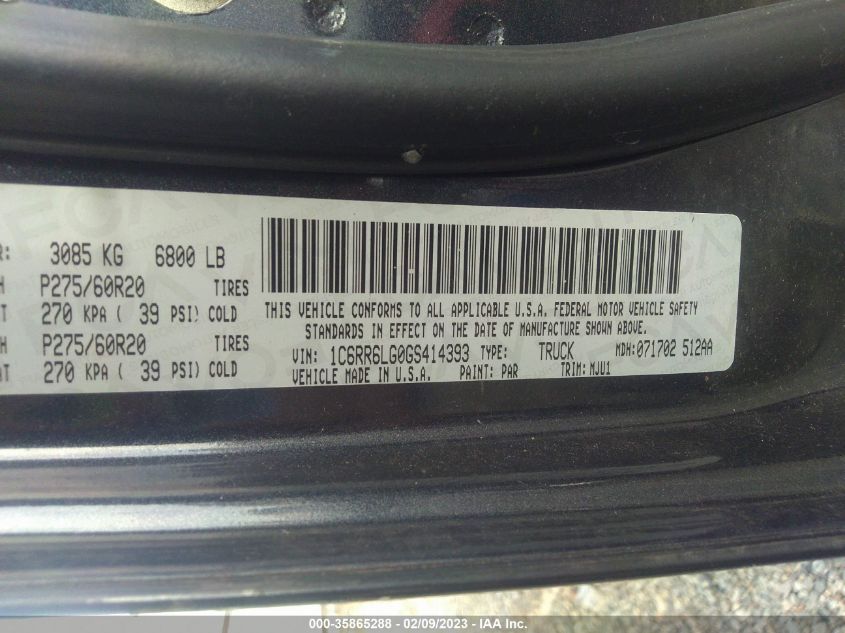 R: 3085 KG 6800 LB
H P275/60R20 TIRES
T 270 KPA ( 39 PSI) COLD
H P275/60R20 TIRES
AT 270 KPA ( 39 PSI) COLD
THIS VEHICLE CONFORMS TO ALL APPLICABLE U.S.A. FEDERAL MOTOR VEHICLE SAFETY
STANDARDS IN EFFECT ON THE DATE OF MANUFACTURE SHOWN ABOVE.
VIN: 1C6RR6LG0GS414393 TYPE: TRUCK MDH:071702 512AA
VEHICLE MADE IN U.S.A. PAINT: PAR TRIM: MJU1
000-35865288 - 02/09/2023 - IAA Inc.